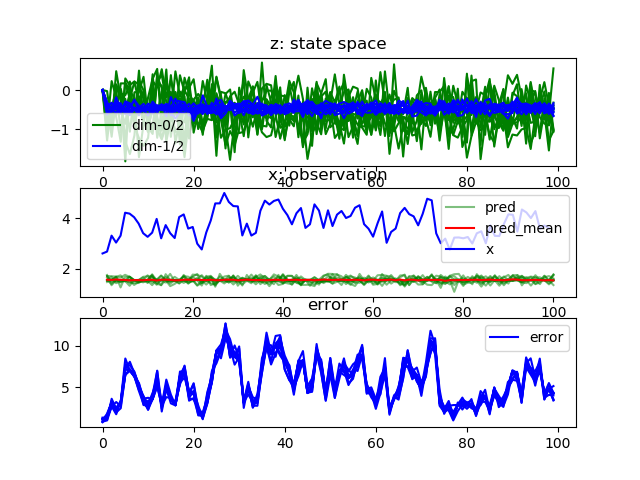 z: state space
0
−1
dim-0/2
dim-1/2
0 20 40 60 80 100
x: observation
4
2
pred
pred_mean
x
0 20 40 60 80 100
error
10
5
error
0 20 40 60 80 100